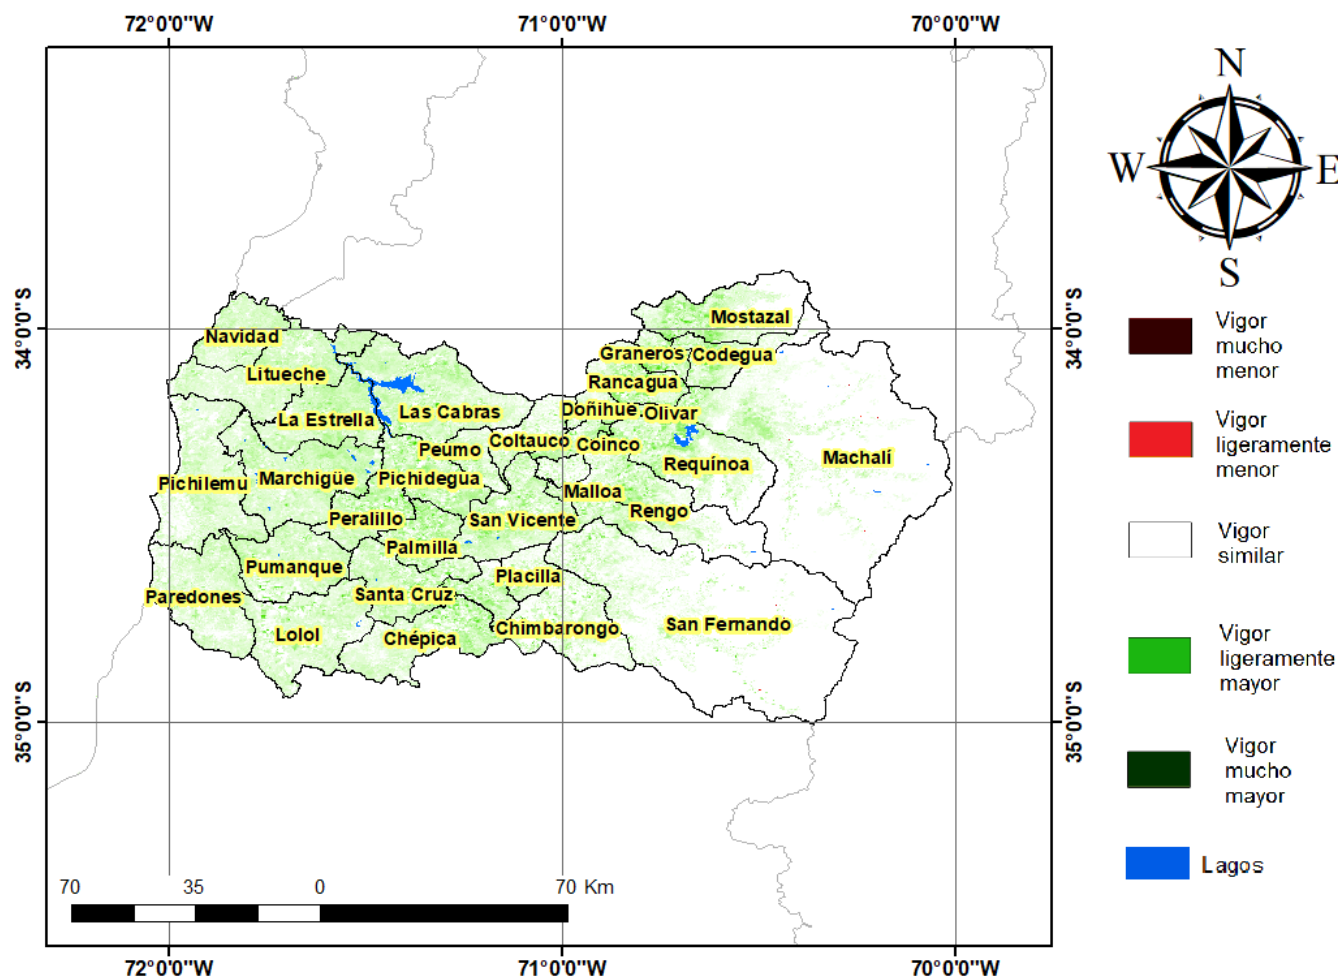 72°0'0"W
71°0'0"W
70°0'0"W
N
W
E
S
34°0'0"S
34°0'0"S
35°0'0"S
35°0'0"S
Mostazal
Navidad
Graneros
Codegua
Litueche
Rancagua
La Estrella
Las Cabras
Doñihue
Olivar
Coltauco
Coinco
Peumo
Requínoa
Machalí
Pichilemu
Marchigüe
Pichidegua
Malloa
Peralillo
San Vicente
Rengo
Palmilla
Pumanque
Placilla
Paredones
Santa Cruz
San Fernando
Lolol
Chépica
Chimbarongo
70
35
0
70 Km
72°0'0"W
71°0'0"W
70°0'0"W
Vigor
mucho
menor
Vigor
ligeramente
menor
Vigor
similar
Vigor
ligeramente
mayor
Vigor
mucho
mayor
Lagos